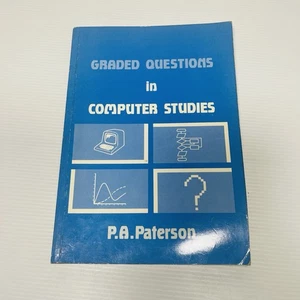 GRADED QUESTIONS
in
COMPUTER STUDIES
?
P.A.Paterson